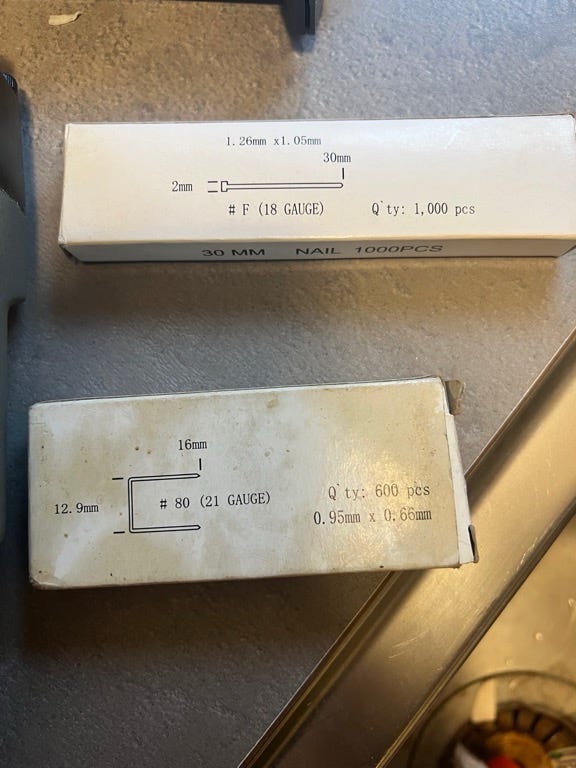 1.26mm x1.05mm
30mm
2mm
# F (18 GAUGE) Q`ty: 1,000 pcs
30 MM NAIL 1000PCS
16mm
12.9mm
# 80 (21 GAUGE)
Q`ty: 600 pcs
0.95mm x 0.66mm